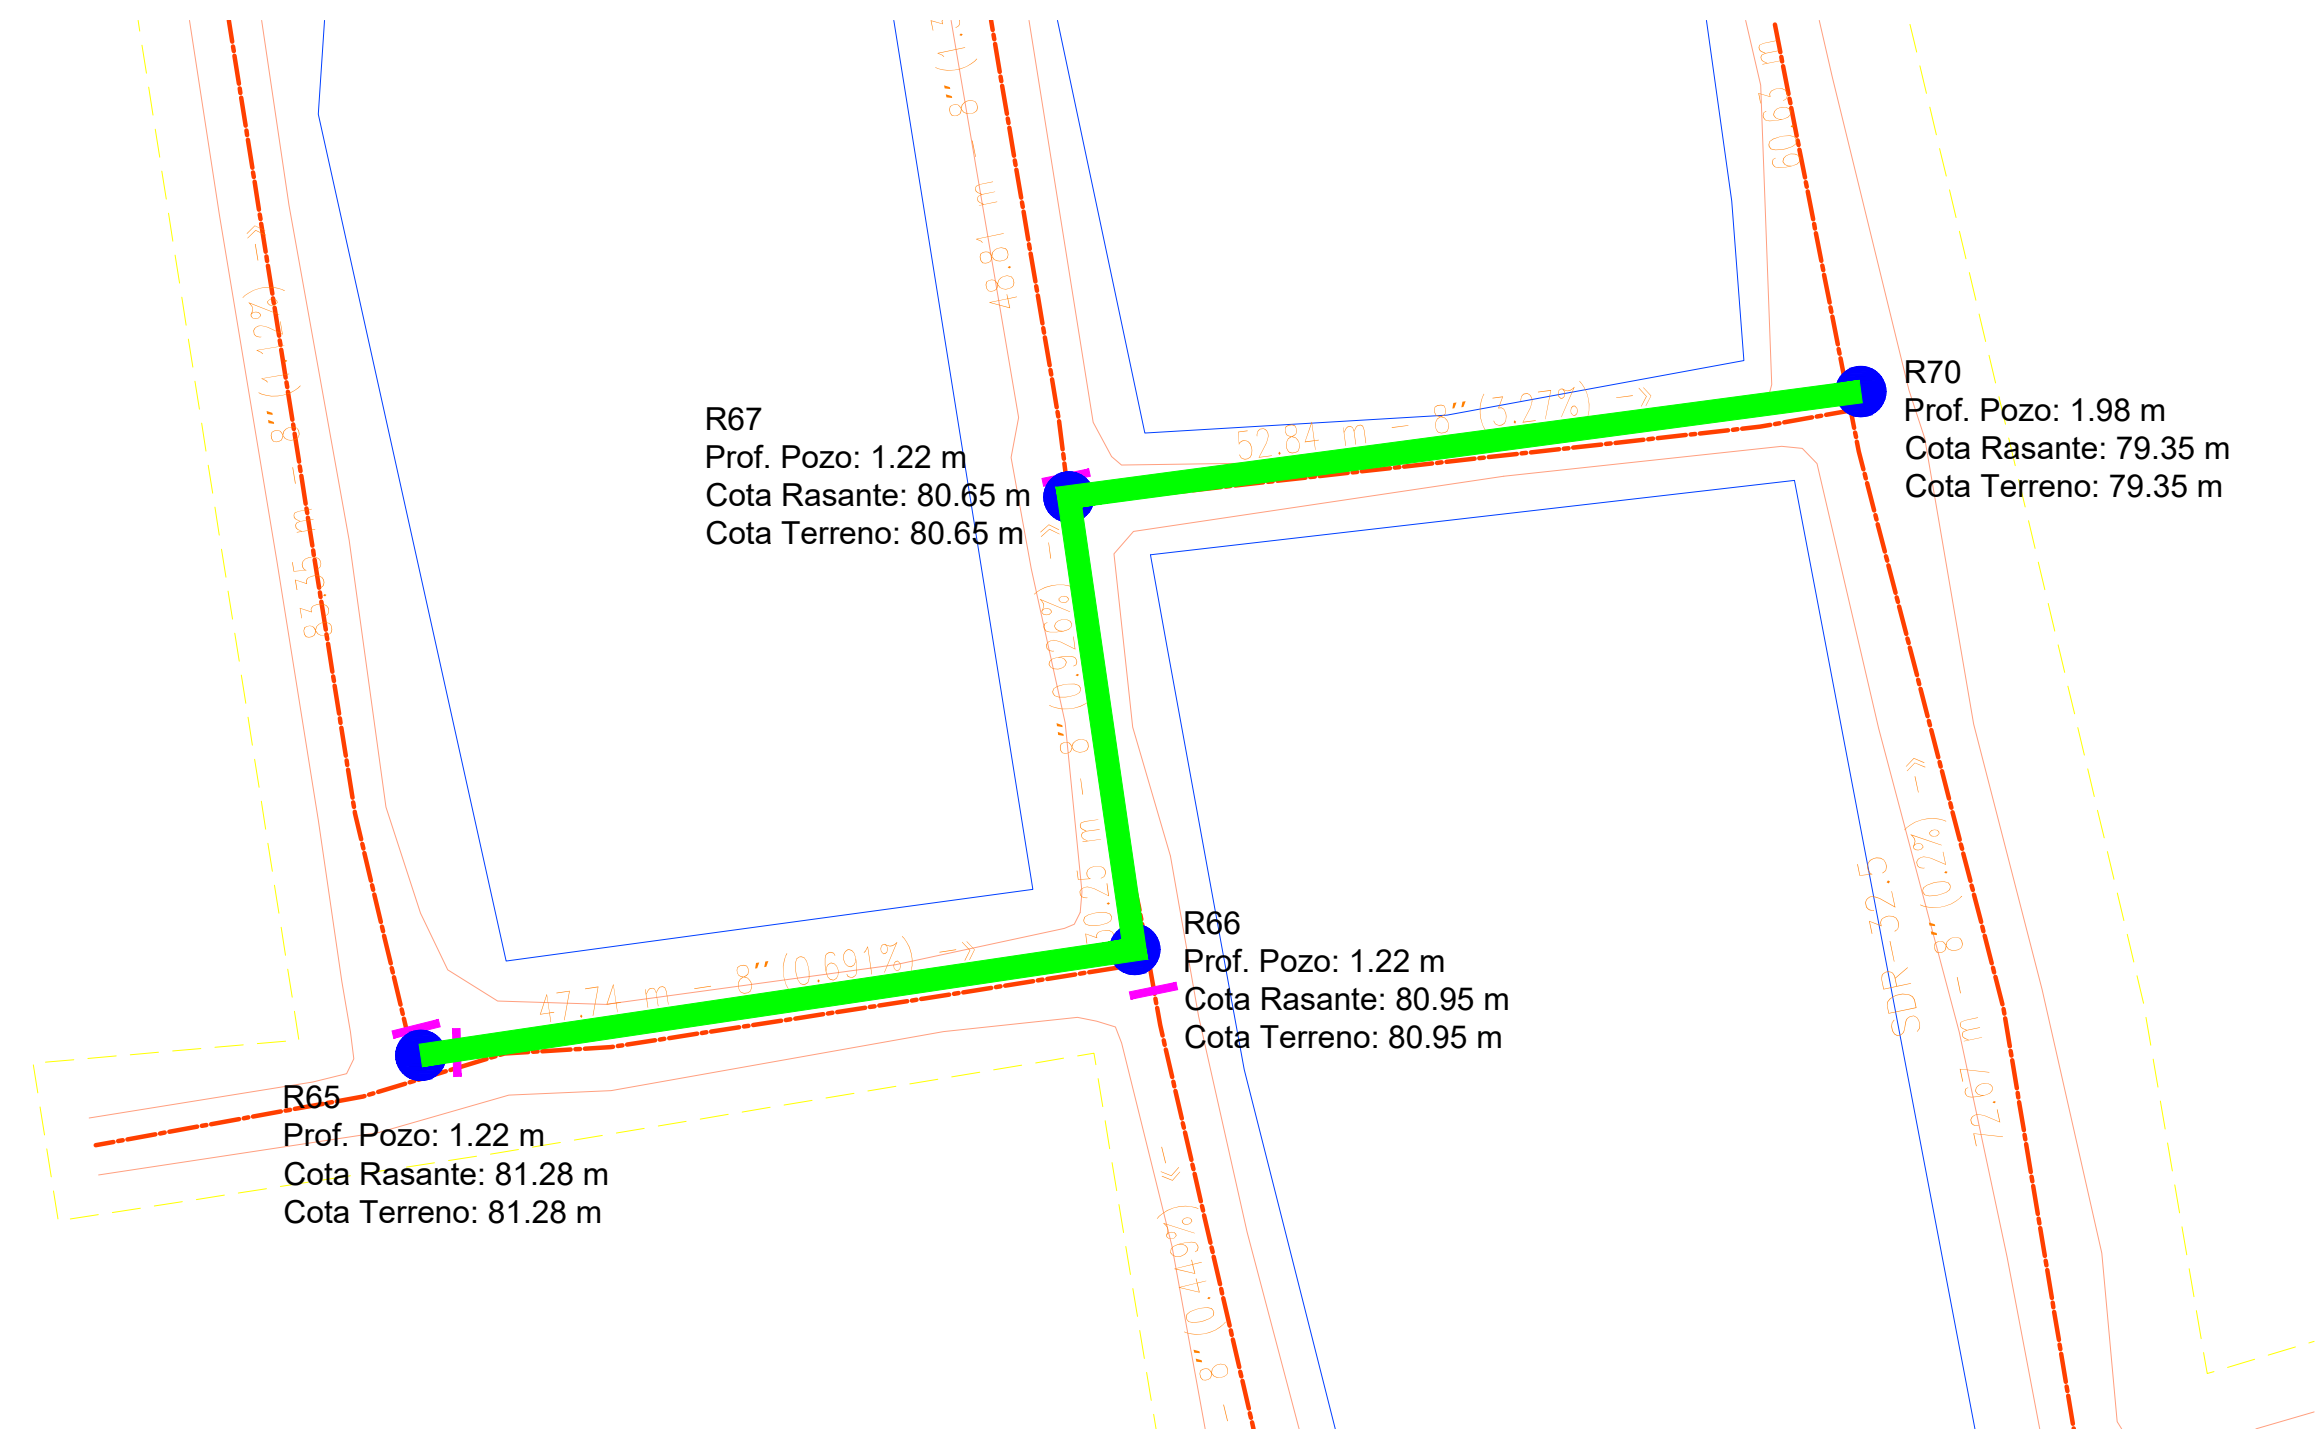 8" (1.3
60.63 m
48.81 m
8" (1.12%) ->>
83.35 m
R67
Prof. Pozo: 1.22 m
Cota Rasante: 80.65 m
Cota Terreno: 80.65 m
52.84 m - 8" (3.27%) ->>
R70
Prof. Pozo: 1.98 m
Cota Rasante: 79.35 m
Cota Terreno: 79.35 m
30.25 m - 8" (0.926%) ->>
47.74 m - 8" (0.691%) ->>
R66
Prof. Pozo: 1.22 m
Cota Rasante: 80.95 m
Cota Terreno: 80.95 m
R65
Prof. Pozo: 1.22 m
Cota Rasante: 81.28 m
Cota Terreno: 81.28 m
SDR-32.5
72.67 m - 8" (0.2%) ->>
- 8" (0.449%) ->>